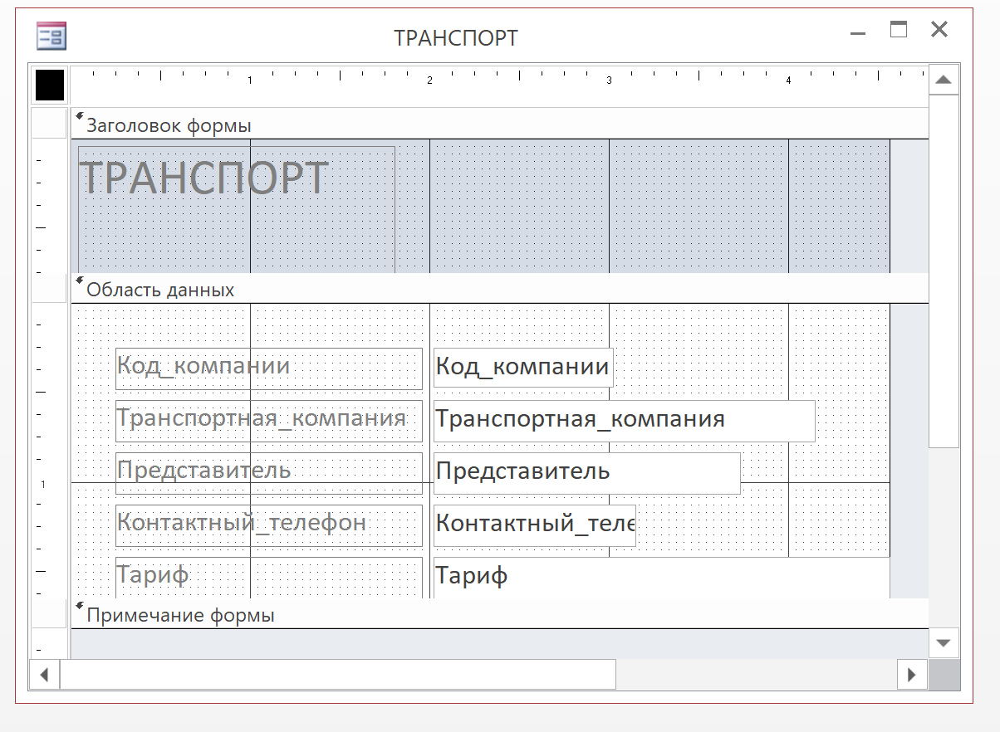 ТРАНСПОРТ
1 2 3 4
Заголовок формы
ТРАНСПОРТ
Область данных
Код_компании Код_компании
Транспортная_компания Транспортная_компания
Представитель Представитель
1
Контактный_телефон Контактный_теле
Тариф Тариф
Примечание формы